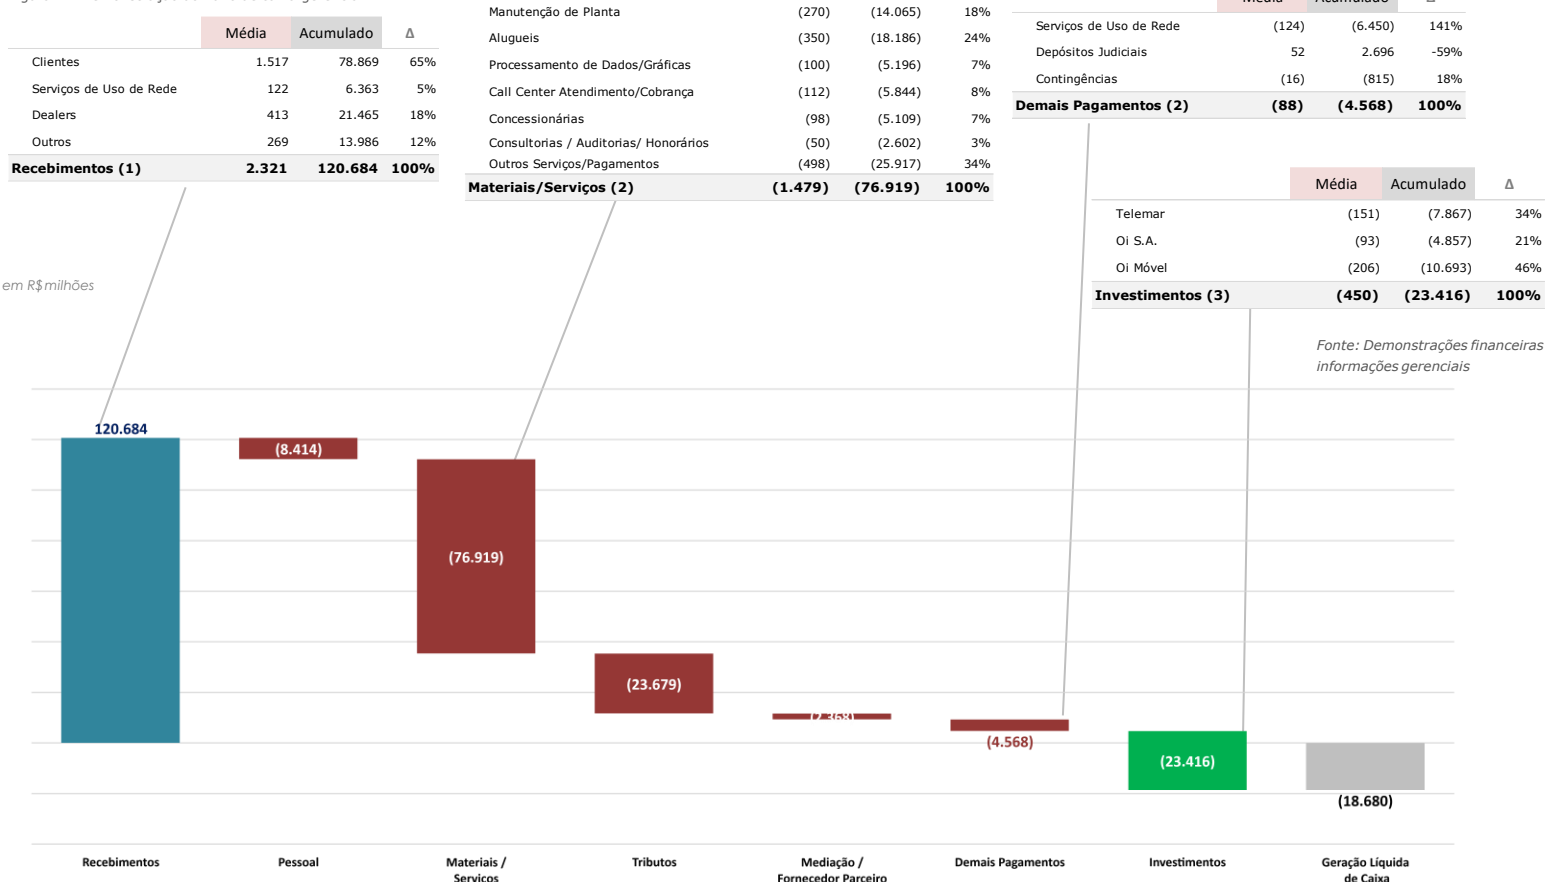 Média Acumulado Δ
Clientes 1.517 78.869 65%
Serviços de Uso de Rede 122 6.363 5%
Dealers 413 21.465 18%
Outros 269 13.986 12%
Recebimentos (1) 2.321 120.684 100%
Manutenção de Planta (270) (14.065) 18%
Alugueis (350) (18.186) 24%
Processamento de Dados/Gráficas (100) (5.196) 7%
Call Center Atendimento/Cobrança (112) (5.844) 8%
Concessionárias (98) (5.109) 7%
Consultorias / Auditorias/ Honorários (50) (2.602) 3%
Outros Serviços/Pagamentos (498) (25.917) 34%
Materiais/Serviços (2) (1.479) (76.919) 100%
Média Acumulado
Serviços de Uso de Rede (124) (6.450) 141%
Depósitos Judiciais 52 2.696 -59%
Contingências (16) (815) 18%
Demais Pagamentos (2) (88) (4.568) 100%
Média Acumulado Δ
Telemar (151) (7.867) 34%
Oi S.A. (93) (4.857) 21%
Oi Móvel (206) (10.693) 46%
Investimentos (3) (450) (23.416) 100%
em R$ milhões
Fonte: Demonstrações financeiras
informações gerenciais
120.684
(8.414)
(76.919)
(23.679)
(2.368)
(4.568)
(23.416)
(18.680)
Recebimentos
Pessoal
Materiais /
Serviços
Tributos
Mediação /
Fornecedor Parceiro
Demais Pagamentos
Investimentos
Geração Líquida
de Caixa